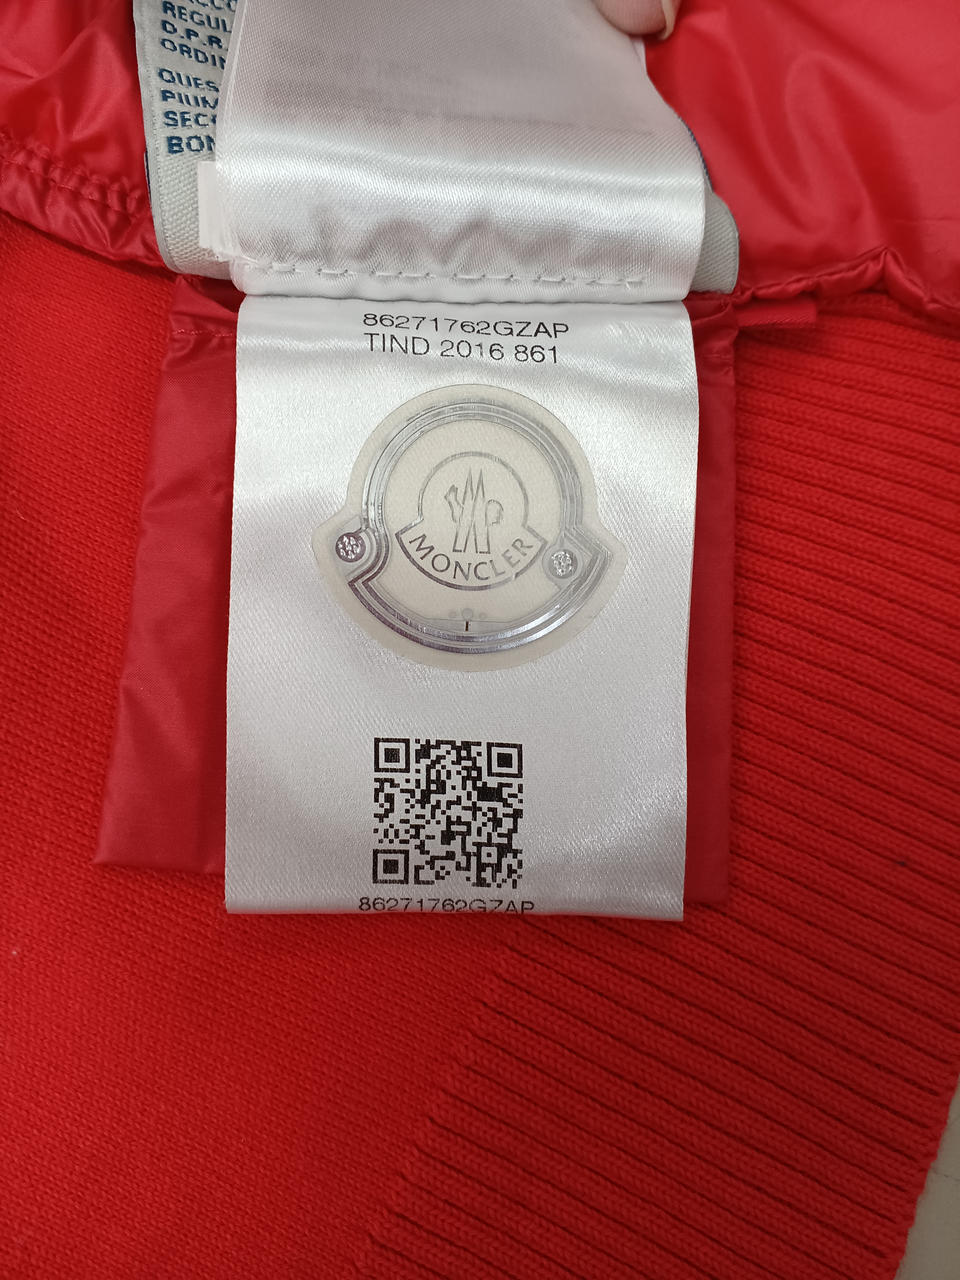 REGUL
D.P.R.
ORDIN
QUES
PIUM
SEC
BON
86271762GZAP
TIND 2016 861
MONCLER
86271762GZAP